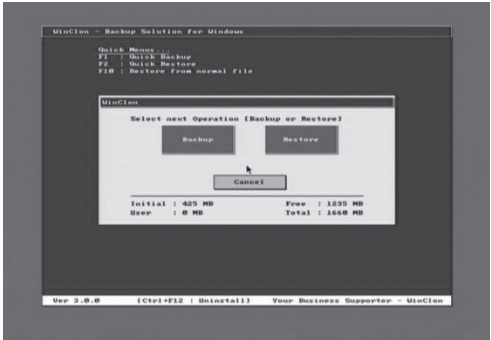 WinClon - Backup Solution for Windows
Quick Menus...
F1 : Quick Backup
F2 : Quick Restore
F10 : Restore from normal file
WinClon
Select next Operation [Backup or Restore]
Backup Restore
Cancel
Initial : 425 MB Free : 1235 MB
User : 0 MB Total : 1660 MB
Ver 3.0.0 [Ctrl+F12 : Uninstall] Your Business Supporter - WinClon